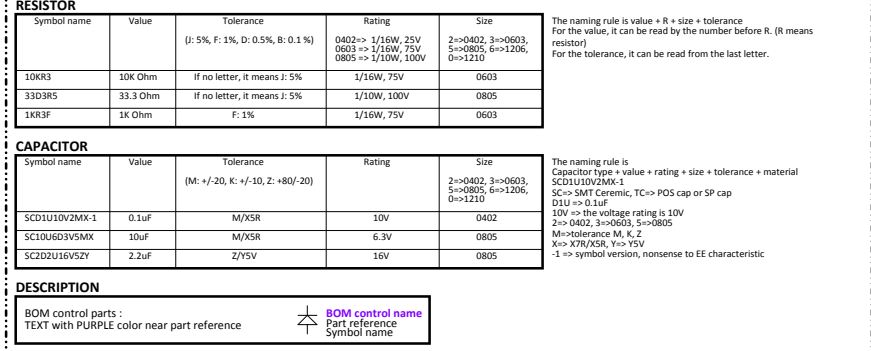 RESISTOR
Symbol name Value Tolerance Rating Size
(J: 5%, F: 1%, D: 0.5%, B: 0.1 %) 0402=> 1/16W, 25V 2=>0402, 3=>0603,
0603 => 1/16W, 75V 5=>0805, 6=>1206,
0805 => 1/10W, 100V 0=>1210
10KR3 10K Ohm If no letter, it means J: 5% 1/16W, 75V 0603
33D3R5 33.3 Ohm If no letter, it means J: 5% 1/10W, 100V 0805
1KR3F 1K Ohm F: 1% 1/16W, 75V 0603
The naming rule is value + R + size + tolerance
For the value, it can be read by the number before R. (R means
resistor)
For the tolerance, it can be read from the last letter.
CAPACITOR
Symbol name Value Tolerance Rating Size
(M: +/-20, K: +/-10, Z: +80/-20) 2=>0402, 3=>0603,
5=>0805, 6=>1206,
0=>1210
SCD1U10V2MX-1 0.1uF M/X5R 10V 0402
SC10U6D3V5MX 10uF M/X5R 6.3V 0805
SC2D2U16V5ZY 2.2uF Z/Y5V 16V 0805
The naming rule is
Capacitor type + value + rating + size + tolerance + material
SCD1U10V2MX-1
SC=> SMT Ceremic, TC=> POS cap or SP cap
D1U => 0.1uF
10V => the voltage rating is 10V
2=> 0402, 3=>0603, 5=>0805
M=>tolerance M, K, Z
X=> X7R/X5R, Y=> Y5V
-1 => symbol version, nonsense to EE characteristic
DESCRIPTION
BOM control parts :
TEXT with PURPLE color near part reference
BOM control name
Part reference
Symbol name